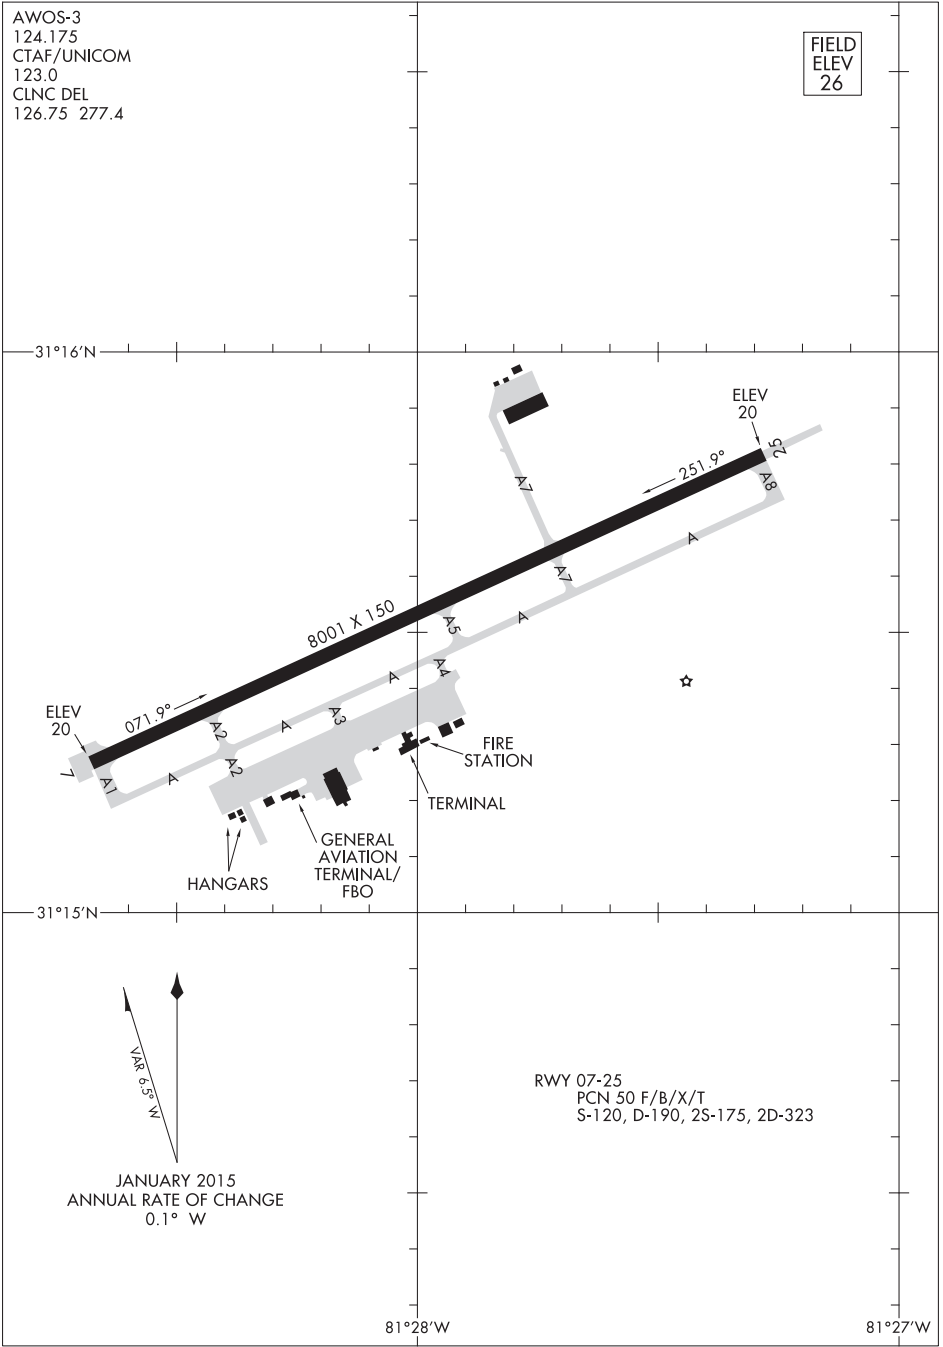 AWOS-3
124.175
CTAF/UNICOM
123.0
CLNC DEL
126.75 277.4
FIELD
ELEV
26
31°16'N
ELEV
20
25
251.9°
A8
A7
A
A7
A
8001 X 150
A5
A4
A
ELEV
20
071.9°
A3
A2
A
A2
7
A1
A
FIRE
STATION
TERMINAL
GENERAL
AVIATION
TERMINAL/
FBO
HANGARS
31°15'N
VAR 6.5° W
JANUARY 2015
ANNUAL RATE OF CHANGE
0.1° W
RWY 07-25
PCN 50 F/B/X/T
S-120, D-190, 2S-175, 2D-323
81°28'W
81°27'W